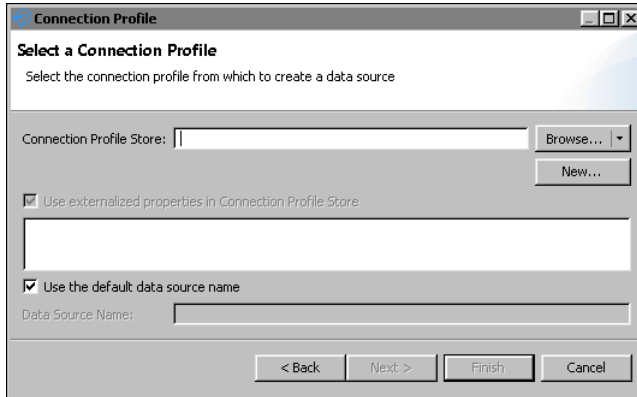 Connection Profile
Select a Connection Profile
Select the connection profile from which to create a data source
Connection Profile Store:
Browse...
New...
Use externalized properties in Connection Profile Store
Use the default data source name
Data Source Name:
< Back
Next >
Finish
Cancel